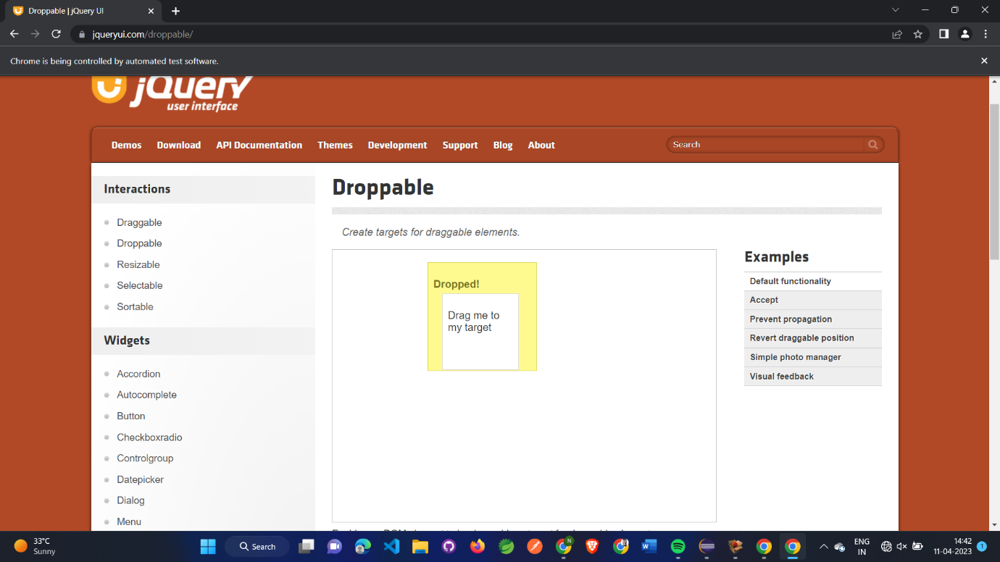 Droppable | jQuery UI
jqueryui.com/droppable/
Chrome is being controlled by automated test software.
jQuery
user interface
Demos Download API Documentation Themes Development Support Blog About Search
Interactions
Draggable
Droppable
Resizable
Selectable
Sortable
Widgets
Accordion
Autocomplete
Button
Checkboxradio
Controlgroup
Datepicker
Dialog
Menu
Droppable
Create targets for draggable elements.
Dropped!
Drag me to
my target
Examples
Default functionality
Accept
Prevent propagation
Revert draggable position
Simple photo manager
Visual feedback
33°C
Sunny
Search
N
W
ENG
IN
14:42
11-04-2023
1